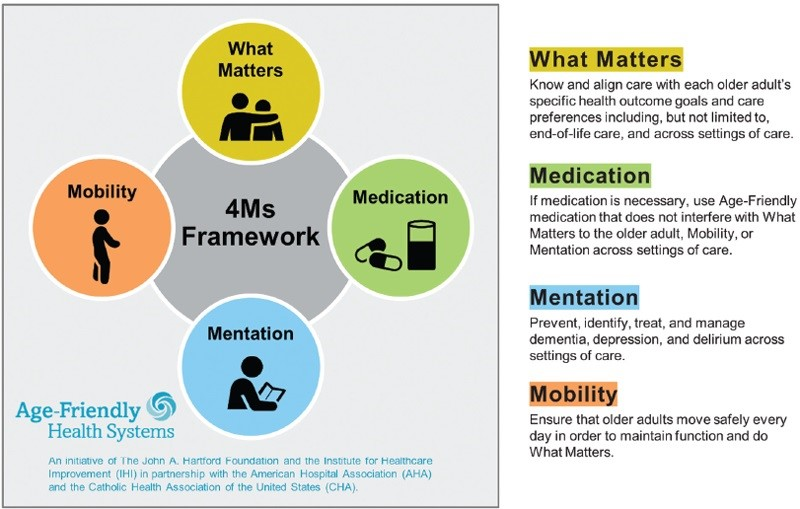 What
Matters
Mobility
4Ms
Framework
Medication
Mentation
Age-Friendly
Health Systems
An initiative of The John A. Hartford Foundation and the Institute for Healthcare
Improvement (IHI) in partnership with the American Hospital Association (AHA)
and the Catholic Health Association of the United States (CHA).
What Matters
Know and align care with each older adult's
specific health outcome goals and care
preferences including, but not limited to,
end-of-life care, and across settings of care.
Medication
If medication is necessary, use Age-Friendly
medication that does not interfere with What
Matters to the older adult, Mobility, or
Mentation across settings of care.
Mentation
Prevent, identify, treat, and manage
dementia, depression, and delirium across
settings of care.
Mobility
Ensure that older adults move safely every
day in order to maintain function and do
What Matters.